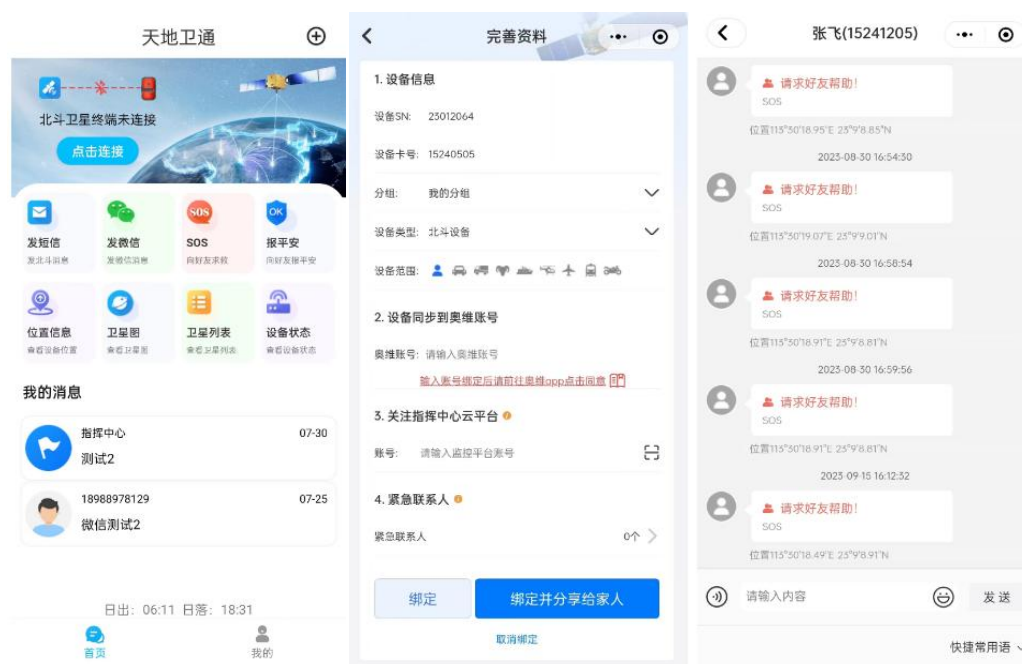 天地卫通
北斗卫星终端未连接
点击连接
发短信
发北斗消息
发微信
发微信消息
SOS
SOS
向好友求救
OK
报平安
向好友报平安
位置信息
查看设备位置
卫星图
查看卫星图
卫星列表
查看卫星列表
设备状态
查看设备状态
我的消息
指挥中心 07-30
测试2
18988978129 07-25
微信测试2
日出：06:11 日落：18:31
首页 我的
完善资料
1. 设备信息
设备SN: 23012064
设备卡号: 15240505
分组: 我的分组
设备类型: 北斗设备
设备范围:
2. 设备同步到奥维账号
奥维账号: 请输入奥维账号
输入账号绑定后请前往奥维app点击同意
3. 关注指挥中心云平台
账号: 请输入监控平台账号
4. 紧急联系人
紧急联系人 0个
绑定 绑定并分享给家人
取消绑定
张飞(15241205)
请求好友帮助!
SOS
位置113°30'18.95"E 23°9'8.85"N
2023-08-30 16:54:30
请求好友帮助!
SOS
位置113°30'19.07"E 23°9'9.01"N
2023-08-30 16:58:54
请求好友帮助!
SOS
位置113°30'18.91"E 23°9'8.81"N
2023-08-30 16:59:56
请求好友帮助!
SOS
位置113°30'18.91"E 23°9'8.81"N
2023-09-15 16:12:32
请求好友帮助!
SOS
位置113°30'18.49"E 23°9'8.91"N
请输入内容 发送
快捷常用语